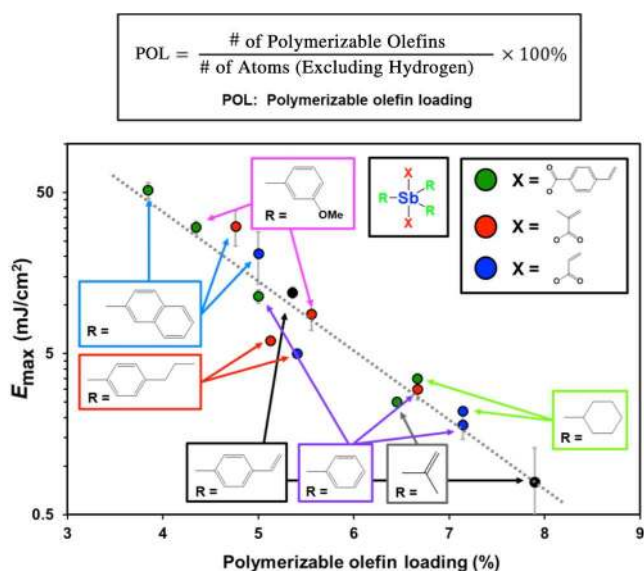 POL = # of Polymerizable Olefins / # of Atoms (Excluding Hydrogen) × 100%
POL: Polymerizable olefin loading
50
5
0.5
E_max (mJ/cm²)
R =
OMe
X
R
R
Sb
R
X
X =
O
O
X =
O
O
X =
O
O
R =
R =
R =
R =
R =
R =
3
4
5
6
7
8
9
Polymerizable olefin loading (%)